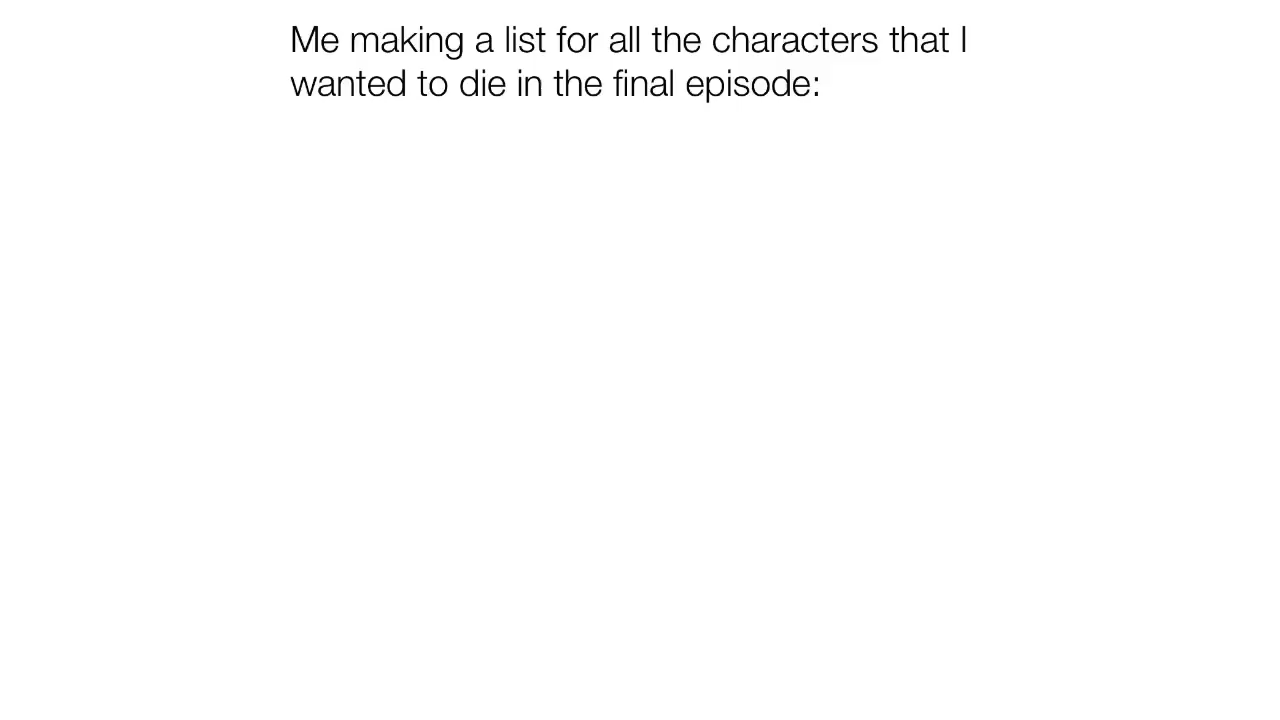 Me making a list for all the characters that I
wanted to die in the final episode: